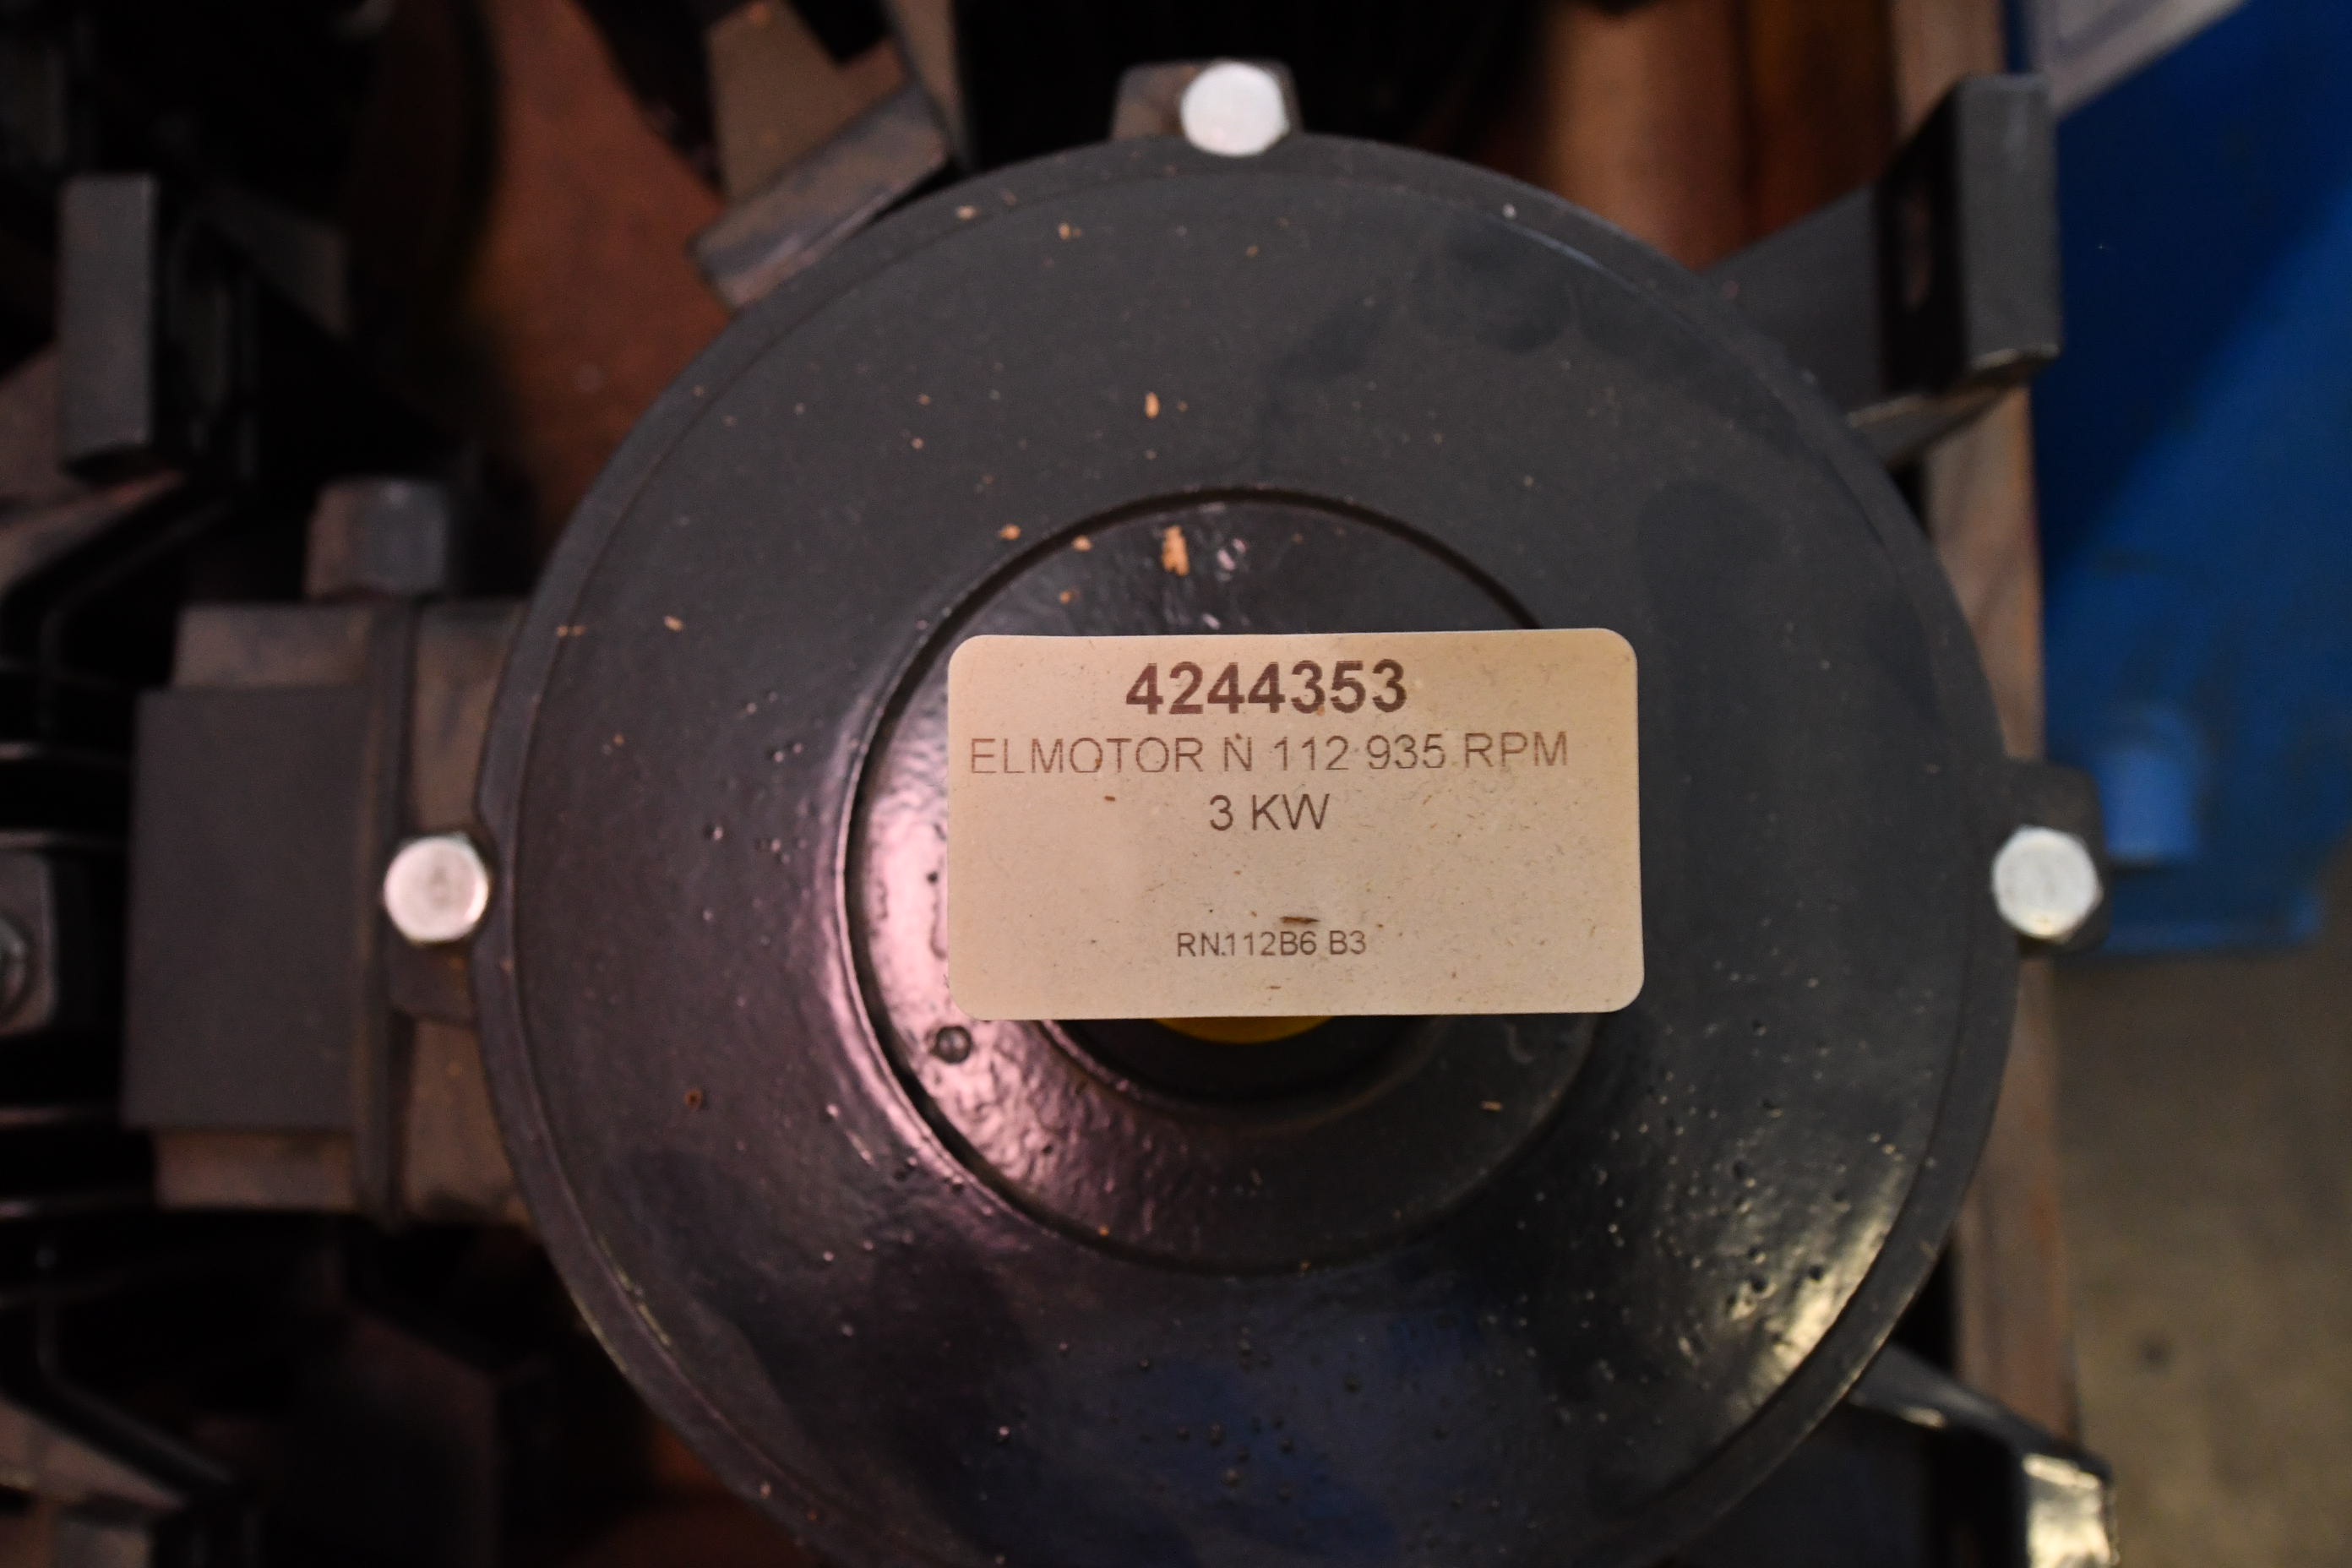 4244353
ELMOTOR N 112 935 RPM
3 KW
RN.112B6 B3